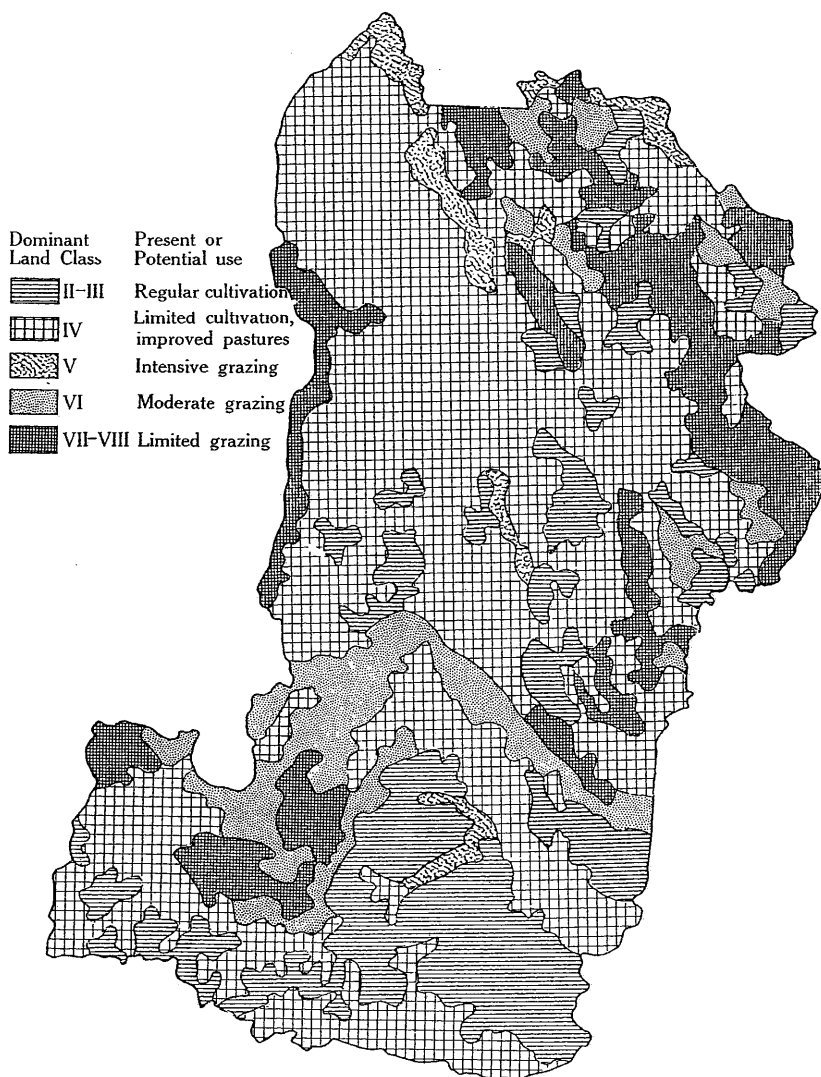 Dominant Land Class
Present or Potential use
II-III Regular cultivation
IV Limited cultivation, improved pastures
V Intensive grazing
VI Moderate grazing
VII-VIII Limited grazing